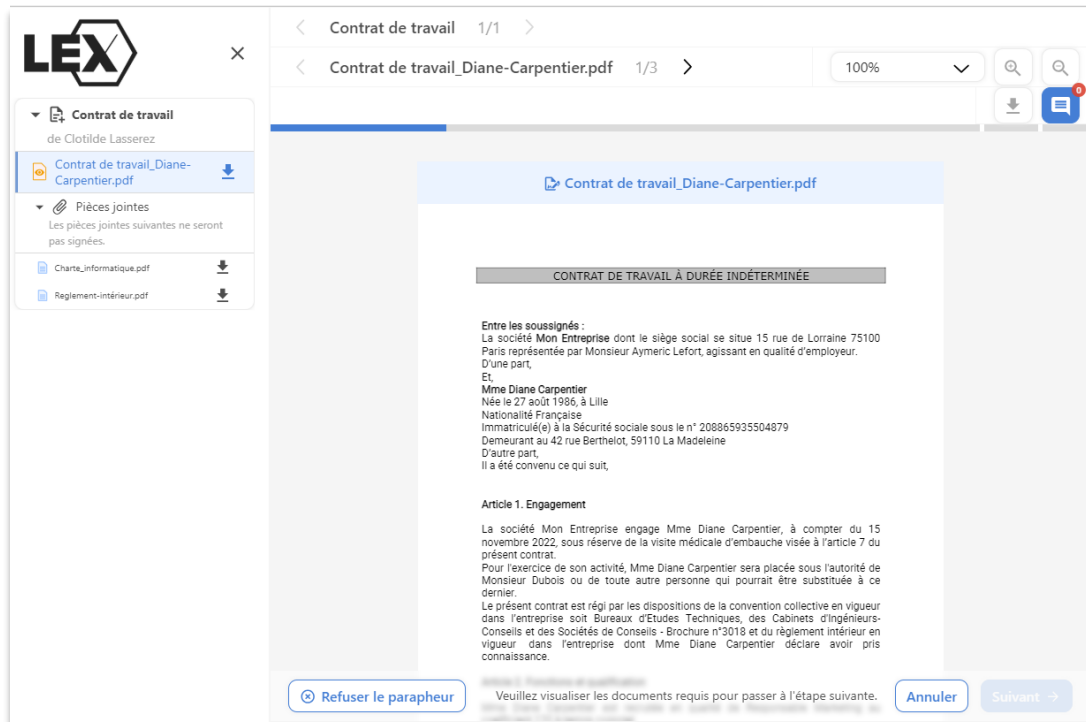 LEX
Contrat de travail
de Clotilde Lasserez
Contrat de travail_Diane-
Carpentier.pdf
Pièces jointes
Les pièces jointes suivantes ne seront
pas signées.
Charte_informatique.pdf
Reglement-intérieur.pdf
Contrat de travail 1/1
Contrat de travail_Diane-Carpentier.pdf 1/3
100%
0
Contrat de travail_Diane-Carpentier.pdf
CONTRAT DE TRAVAIL À DURÉE INDÉTERMINÉE
Entre les soussignés :
La société Mon Entreprise dont le siège social se situe 15 rue de Lorraine 75100
Paris représentée par Monsieur Aymeric Lefort, agissant en qualité d'employeur.
D'une part,
Et,
Mme Diane Carpentier
Née le 27 août 1986, à Lille
Nationalité Française
Immatriculé(e) à la Sécurité sociale sous le n° 208865935504879
Demeurant au 42 rue Berthelot, 59110 La Madeleine
D'autre part,
Il a été convenu ce qui suit,
Article 1. Engagement
La société Mon Entreprise engage Mme Diane Carpentier, à compter du 15
novembre 2022, sous réserve de la visite médicale d'embauche visée à l'article 7 du
présent contrat.
Pour l'exercice de son activité, Mme Diane Carpentier sera placée sous l'autorité de
Monsieur Dubois ou de toute autre personne qui pourrait être substituée à ce
dernier.
Le présent contrat est régi par les dispositions de la convention collective en vigueur
dans l'entreprise soit Bureaux d'Etudes Techniques, des Cabinets d'Ingénieurs-
Conseils et des Sociétés de Conseils - Brochure n°3018 et du règlement intérieur en
vigueur dans l'entreprise dont Mme Diane Carpentier déclare avoir pris
connaissance.
Refuser le parapheur
Veuillez visualiser les documents requis pour passer à l'étape suivante.
Annuler
Suivant